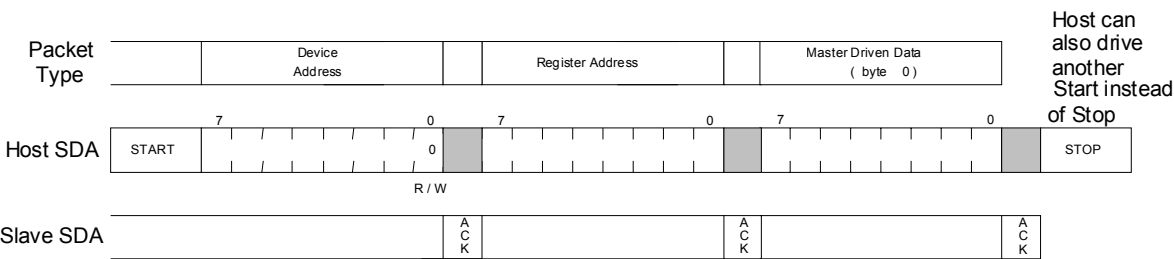 Packet
Type
Device
Address
Register Address
Master Driven Data
( byte 0 )
Host can
also drive
another
Start instead
of Stop
7 0 7 0 7 0
Host SDA
START
0
STOP
R / W
Slave SDA
A
C
K
A
C
K
A
C
K